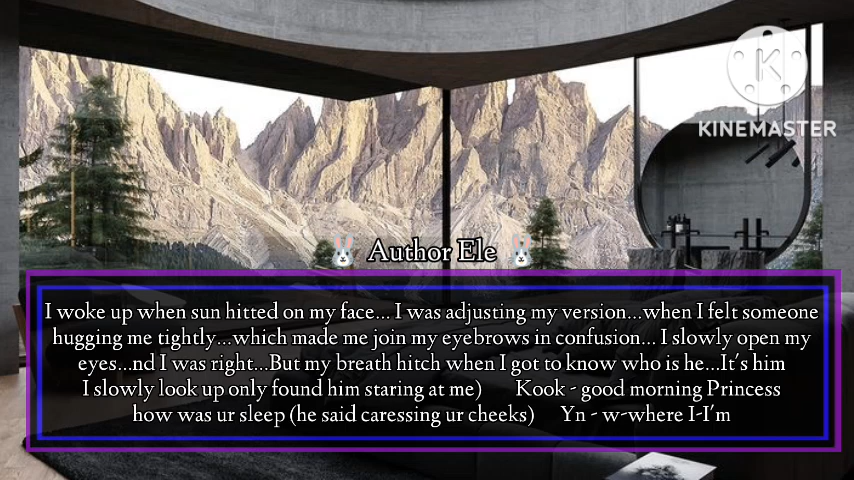 KINEMASTER
🐰 Author Ele 🐰
I woke up when sun hitted on my face... I was adjusting my version...when I felt someone
hugging me tightly...which made me join my eyebrows in confusion... I slowly open my
eyes...nd I was right...But my breath hitch when I got to know who is he...It's him
I slowly look up only found him staring at me) Kook - good morning Princess
how was ur sleep (he said caressing ur cheeks) Yn - w-where I-I'm